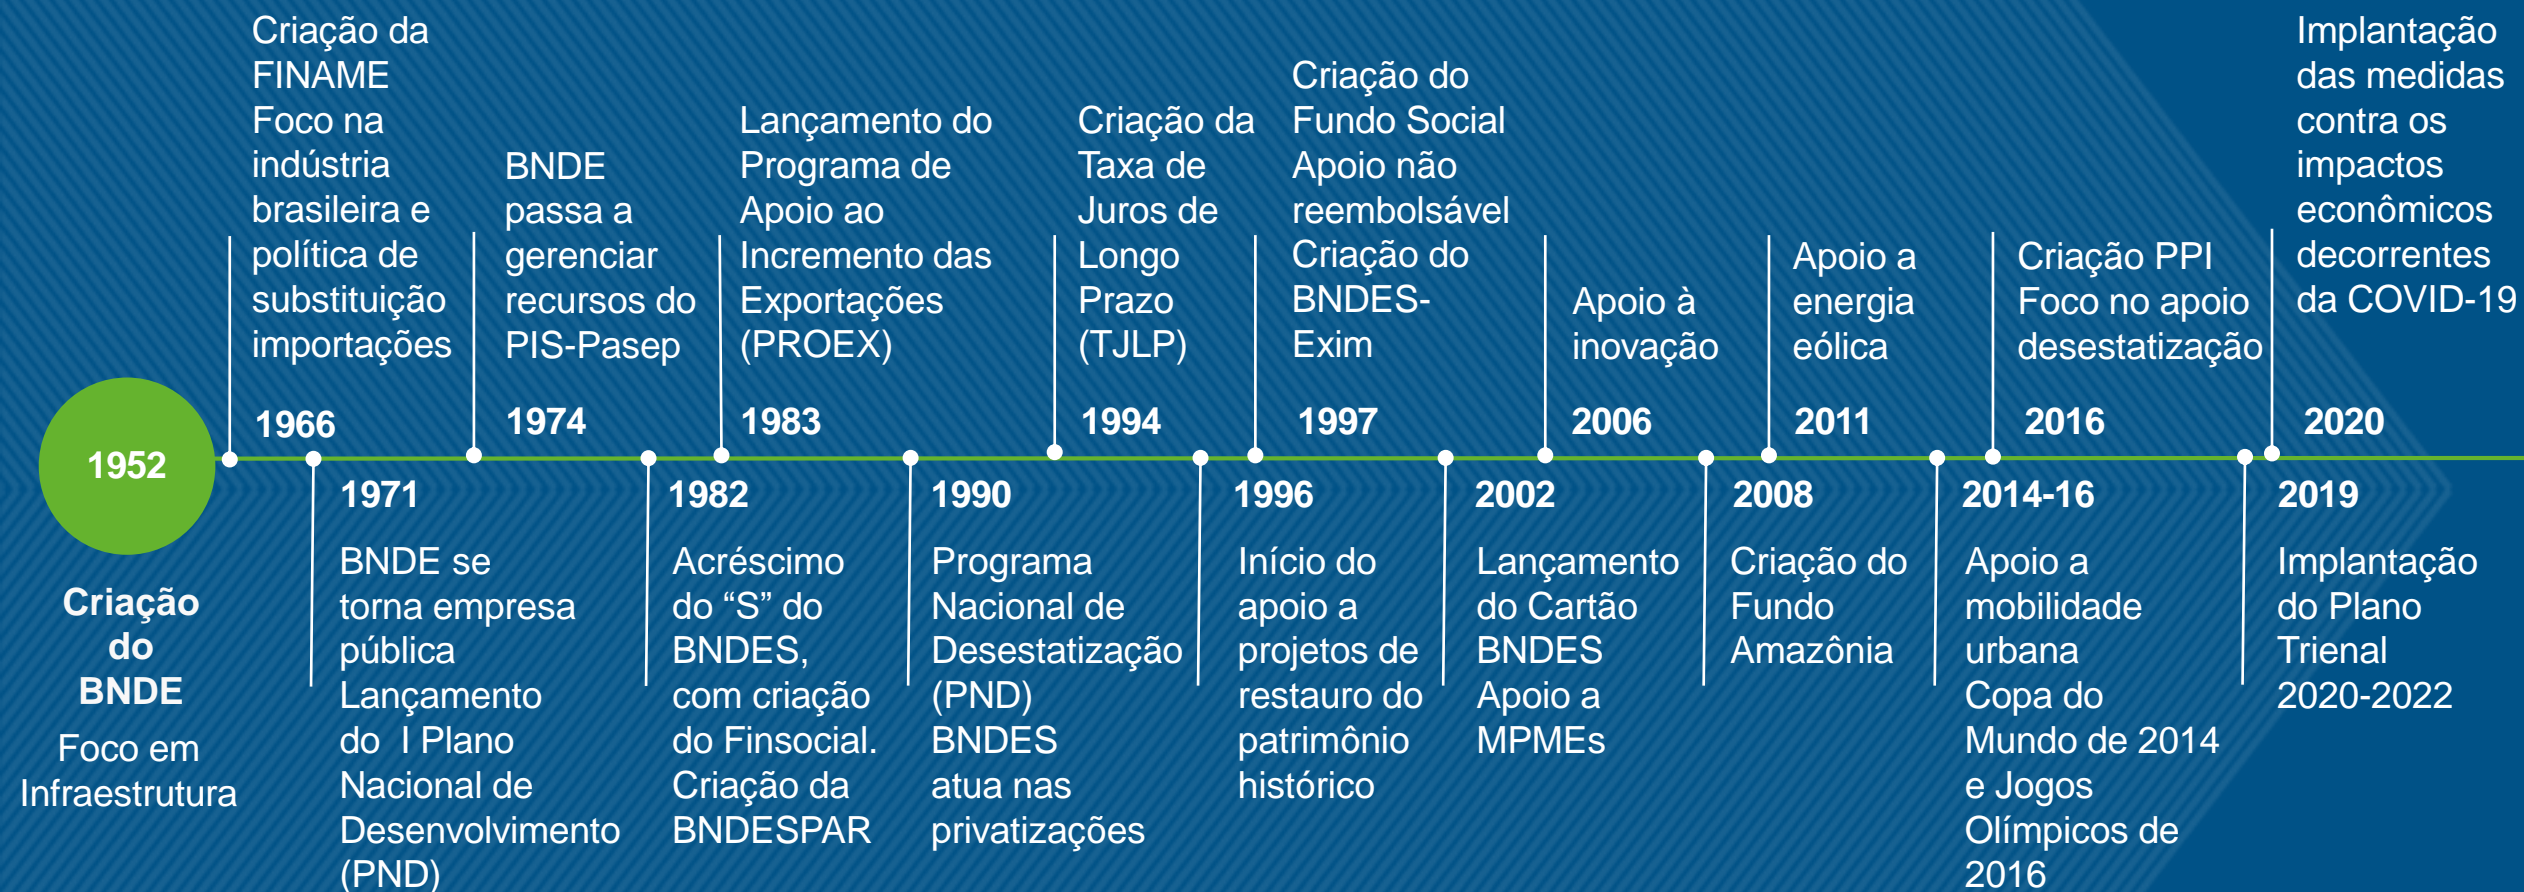 1952
Criação
do
BNDE
Foco em
Infraestrutura
Criação da
FINAME
Foco na
indústria
brasileira e
política de
substituição
importações
1966
1971
BNDE se
torna empresa
pública
Lançamento
do I Plano
Nacional de
Desenvolvimento
(PND)
BNDE
passa a
gerenciar
recursos do
PIS-Pasep
1974
1982
Acréscimo
do “S” do
BNDES,
com criação
do Finsocial.
Criação da
BNDESPAR
Lançamento do
Programa de
Apoio ao
Incremento das
Exportações
(PROEX)
1983
1990
Programa
Nacional de
Desestatização
(PND)
BNDES
atua nas
privatizações
Criação da
Taxa de
Juros de
Longo
Prazo
(TJLP)
1994
1996
Início do
apoio a
projetos de
restauro do
patrimônio
histórico
Criação do
Fundo Social
Apoio não
reembolsável
Criação do
BNDES-
Exim
1997
2002
Lançamento
do Cartão
BNDES
Apoio a
MPMEs
Apoio à
inovação
2006
2008
Criação do
Fundo
Amazônia
Apoio a
energia
eólica
2011
2014-16
Apoio a
mobilidade
urbana
Copa do
Mundo de 2014
e Jogos
Olímpicos de
2016
Criação PPI
Foco no apoio
desestatização
2016
2019
Implantação
do Plano
Trienal
2020-2022
Implantação
das medidas
contra os
impactos
econômicos
decorrentes
da COVID-19
2020